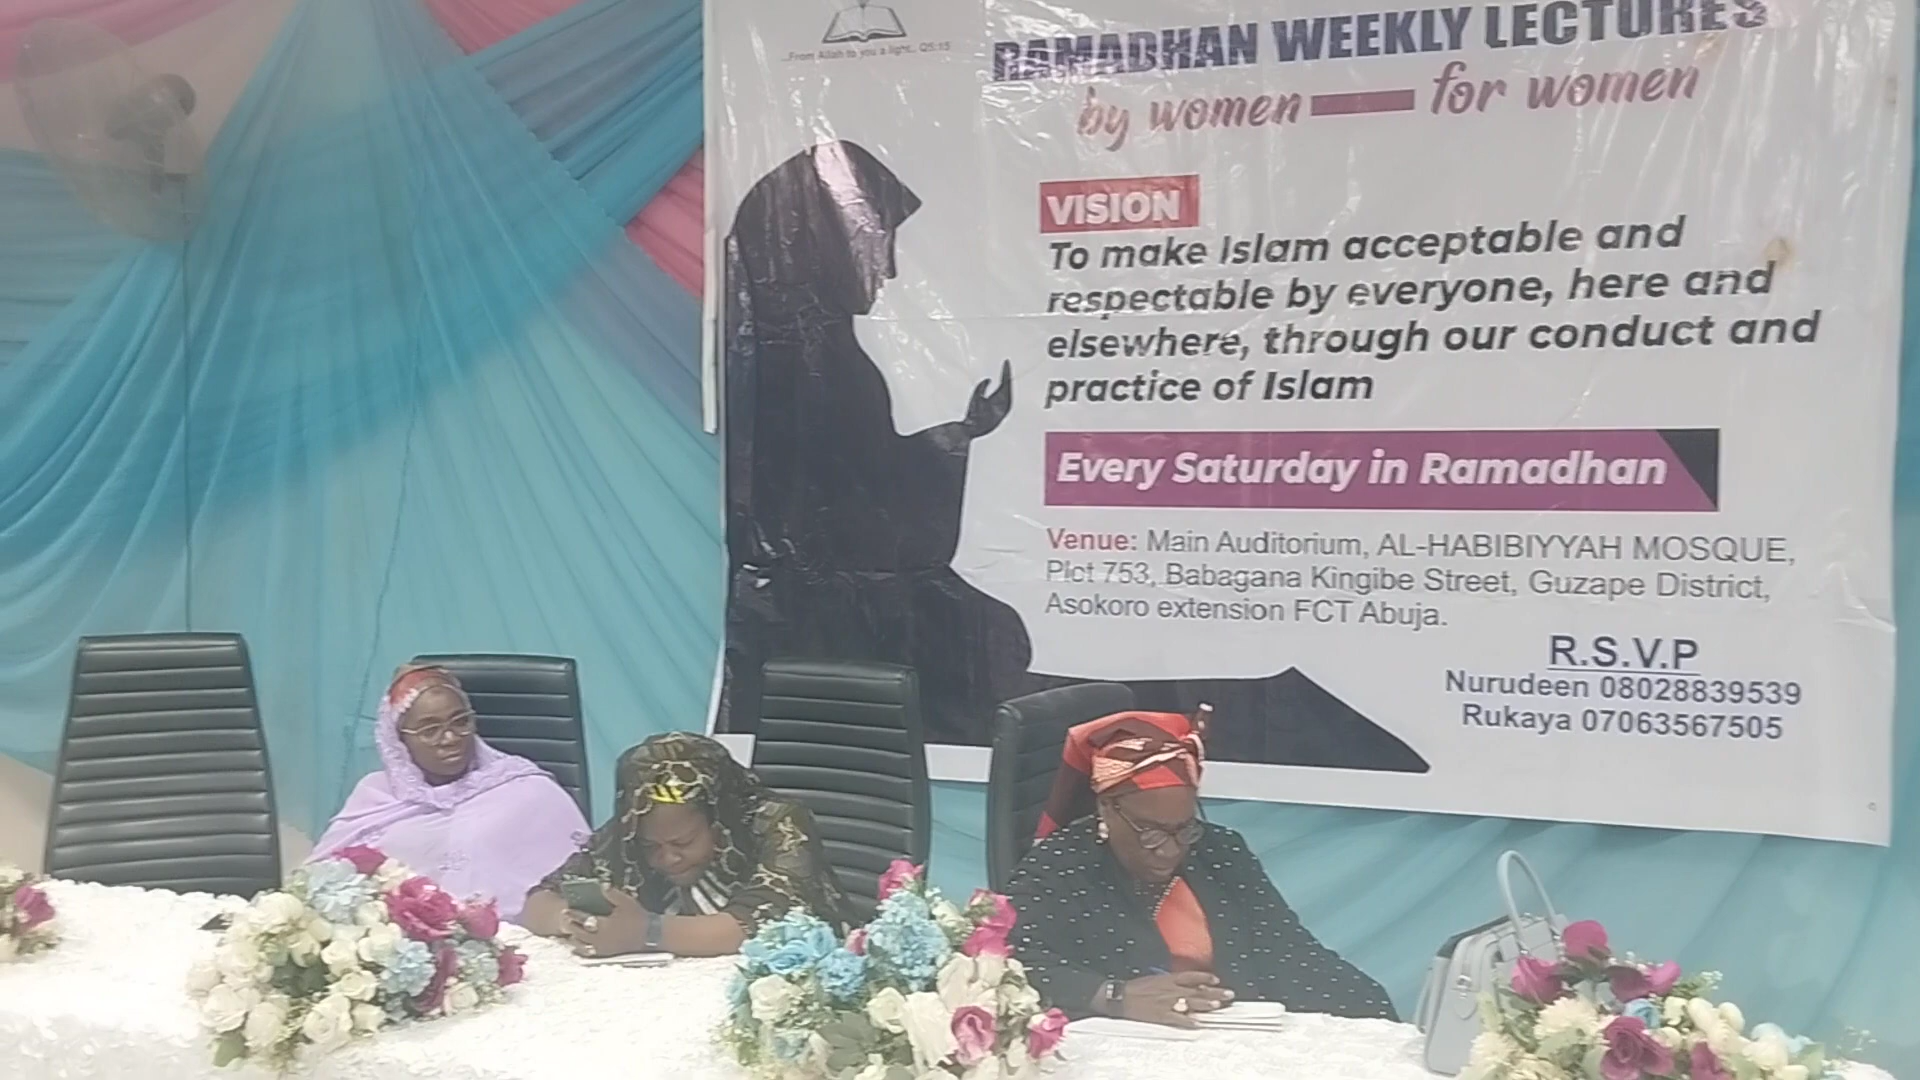 ...From Allah to you a light... Q5:15
RAMADHAN WEEKLY LECTURES
by women — for women
VISION
To make Islam acceptable and
respectable by everyone, here and
elsewhere, through our conduct and
practice of Islam
Every Saturday in Ramadhan
Venue: Main Auditorium, AL-HABIBIYYAH MOSQUE,
Plot 753, Babagana Kingibe Street, Guzape District,
Asokoro extension FCT Abuja.
R.S.V.P
Nurudeen 08028839539
Rukaya 07063567505